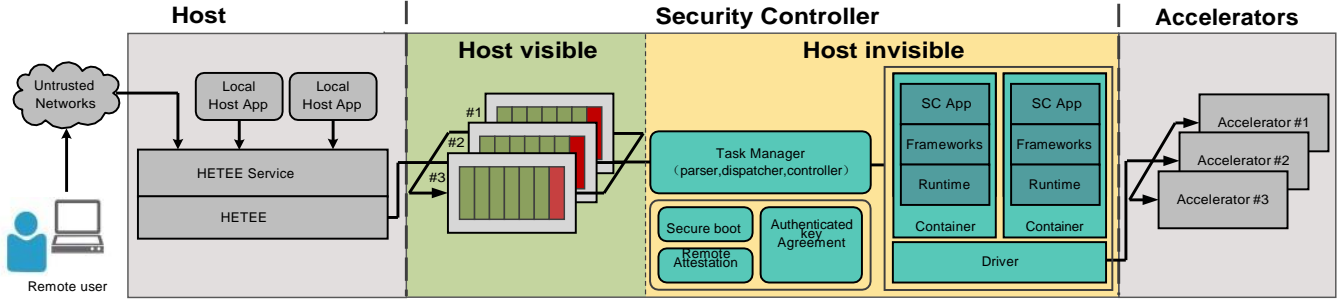 Host
Security Controller
Accelerators
Host visible
Host invisible
Untrusted
Networks
Local
Host App
Local
Host App
HETEE Service
HETEE
Remote user
#1
#2
#3
Task Manager
（parser,dispatcher,controller）
Secure boot
Remote
Attestation
Authenticated
key
Agreement
SC App
Frameworks
Runtime
Container
SC App
Frameworks
Runtime
Container
Driver
Accelerator #1
Accelerator #2
Accelerator #3